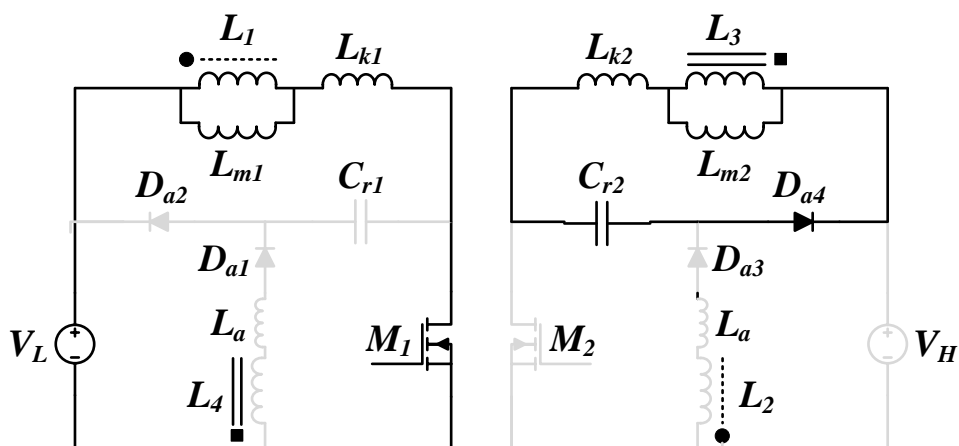 L1 Lk1 Lk2 L3
Lm1 Lm2
Da2 Cr1 Cr2 Da4
Da1 Da3
La La
VL M1 M2 VH
L4 L2